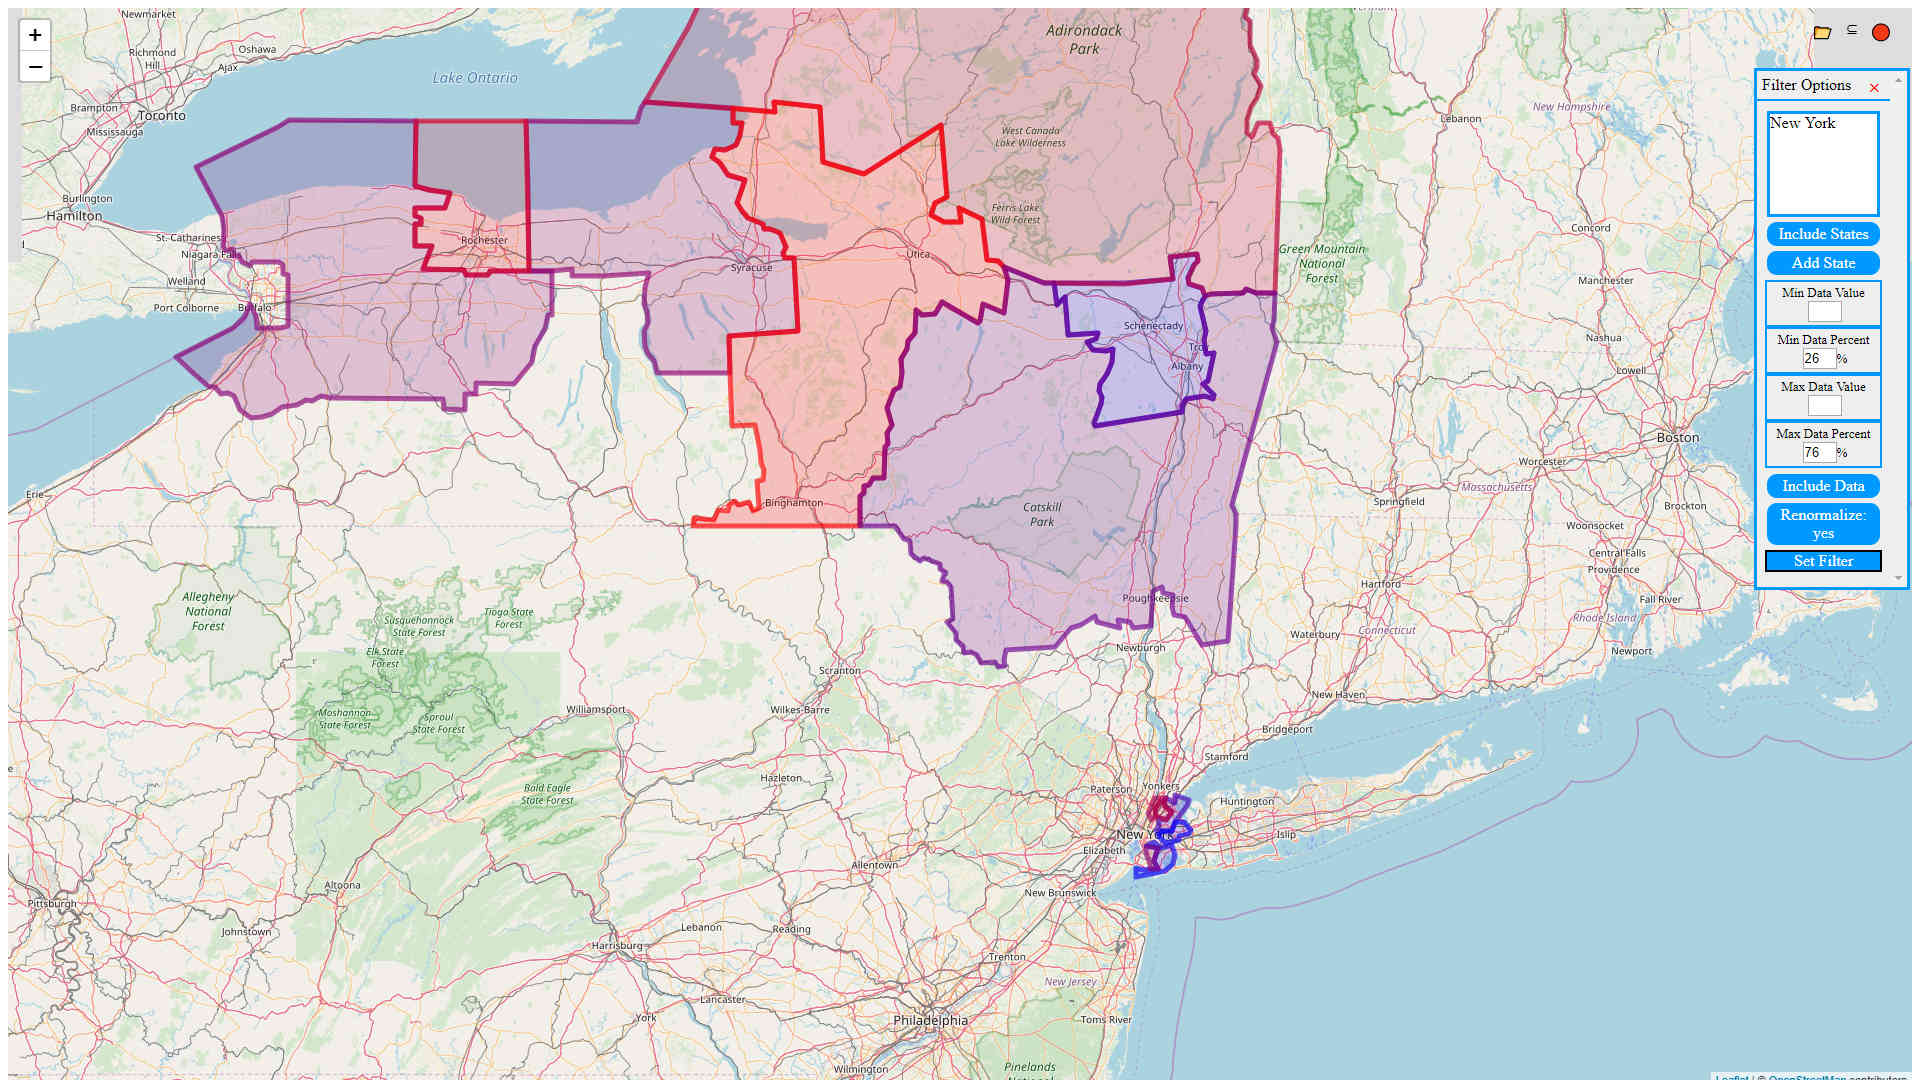 Newmarket
Vermont
Adirondack
Park
+
⊆
Richmond
Hill
Oshawa
Ajax
−
Lake Ontario
Filter Options ×
Brampton
Toronto
Mississauga
New Hampshire
Lebanon
New York
West Canada
Lake Wilderness
Burlington
Hamilton
Ferris Lake
Wild Forest
Concord
St. Catharines
Rochester
Include States
Niagara Falls
Utica
Green Mountain
National
Forest
Syracuse
Add State
Welland
Manchester
Min Data Value
Port Colborne
Buffalo
Schenectady
Nashua
Min Data Percent
26 %
Troy
Albany
Lowell
Max Data Value
Boston
Max Data Percent
76 %
Worcester
Massachusetts
Erie
Binghamton
Springfield
Include Data
Brockton
Catskill
Park
Woonsocket
Renormalize:
yes
Central Falls
Providence
Set Filter
Hartford
Allegheny
National
Forest
Tioga State
Forest
Susquehannock
State Forest
Poughkeepsie
Fall River
Rhode Island
Elk State
Forest
Waterbury
Connecticut
Newburgh
Newport
Scranton
New Haven
Moshannon
State Forest
Sproul
State Forest
Williamsport
Wilkes-Barre
Bridgeport
Stamford
Hazleton
Bald Eagle
State Forest
Paterson
Yonkers
Huntington
New York
Islip
Elizabeth
Allentown
Altoona
New Brunswick
Pittsburgh
Johnstown
Lebanon
Reading
Harrisburg
Trenton
New Jersey
Lancaster
York
Philadelphia
Toms River
Wilmington
Pinelands
National
Leaflet | © OpenStreetMap contributors